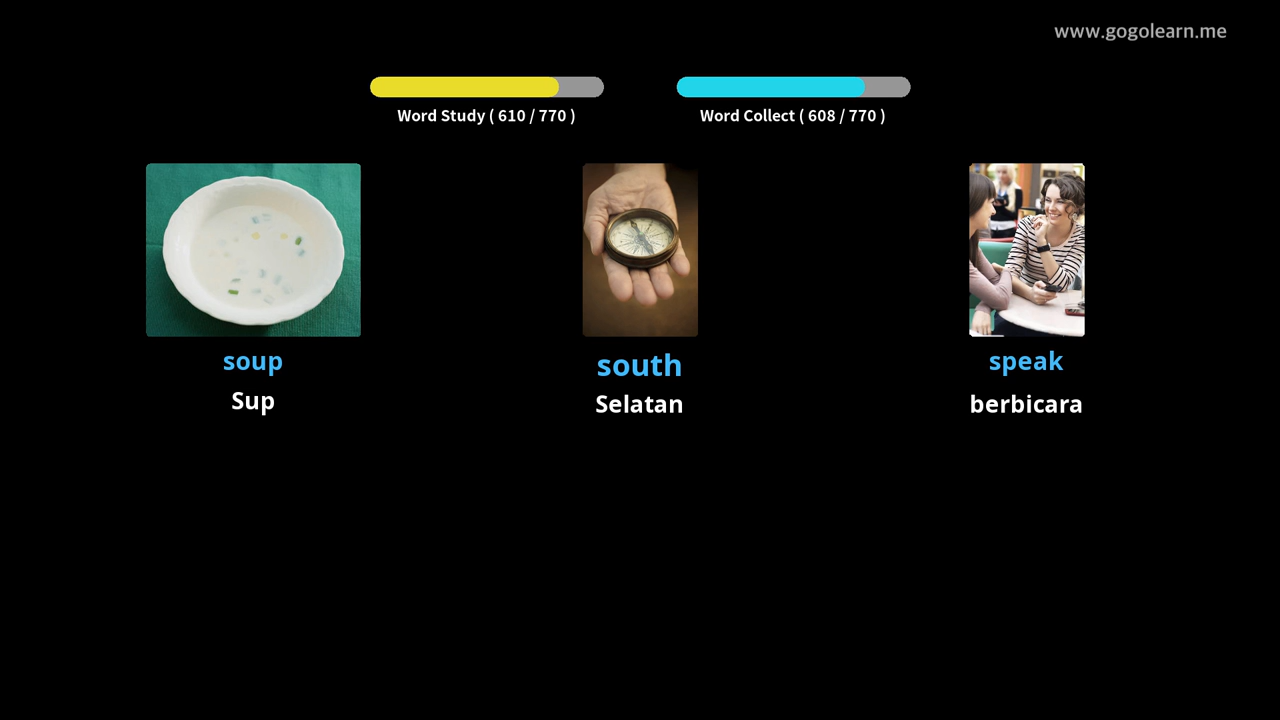 www.gogolearn.me
Word Study ( 610 / 770 )
Word Collect ( 608 / 770 )
soup
south
speak
Sup
Selatan
berbicara